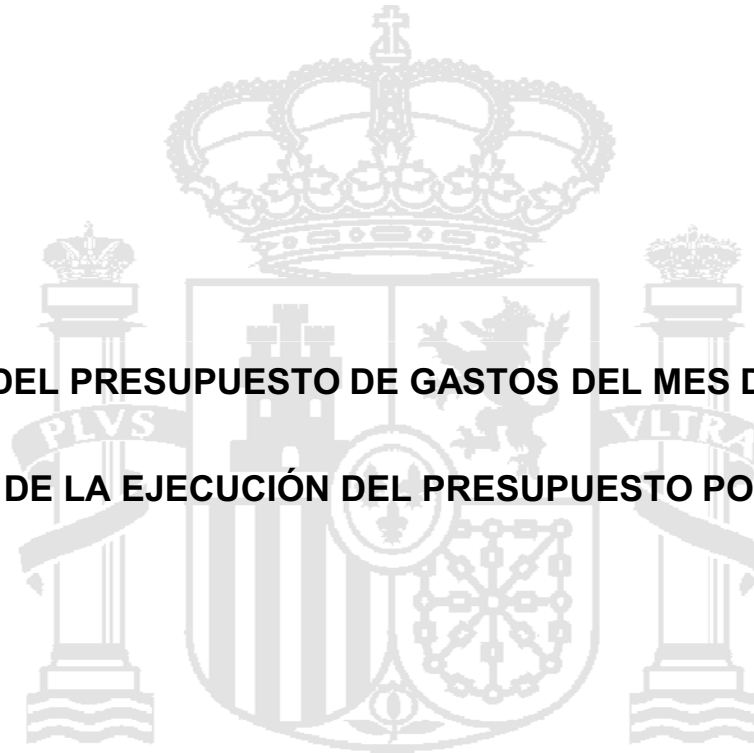 DEL PRESUPUESTO DE GASTOS DEL MES D
PLVS VLTRA
DE LA EJECUCIÓN DEL PRESUPUESTO PO